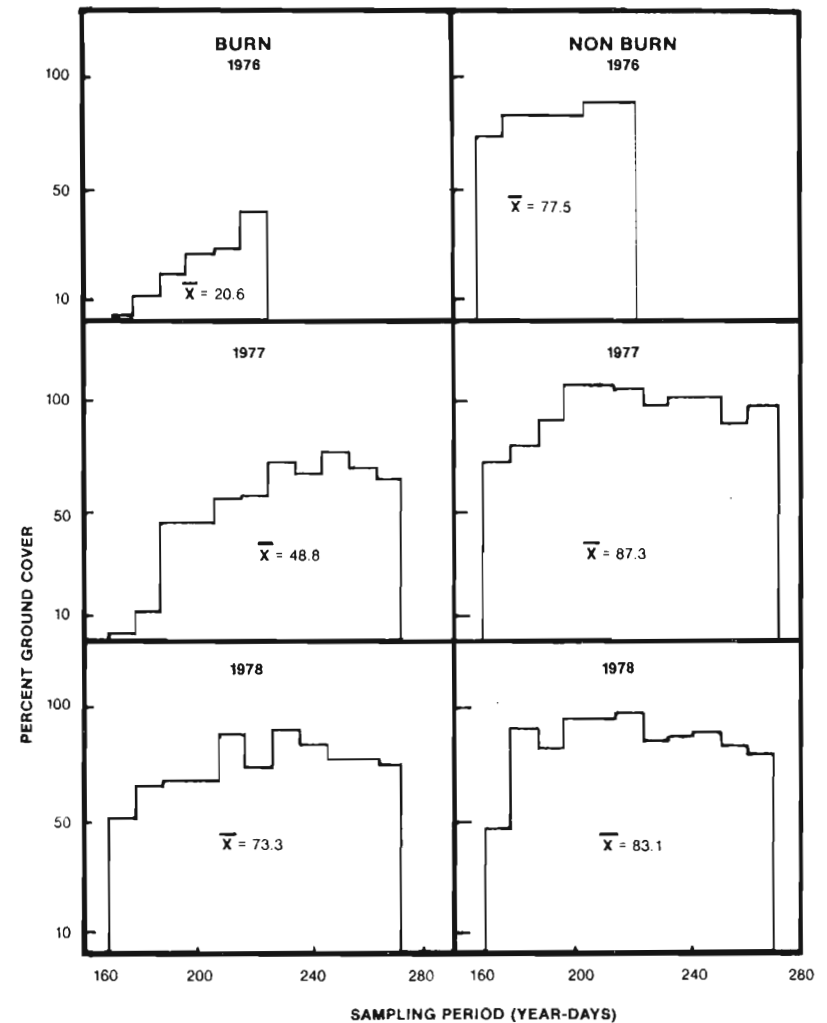 BURN
1976
NON BURN
1976
100
50
10
X̄ = 20.6
X̄ = 77.5
1977
1977
100
50
10
X̄ = 48.8
X̄ = 87.3
1978
1978
100
50
10
X̄ = 73.3
X̄ = 83.1
160 200 240 280 160 200 240 280
PERCENT GROUND COVER
SAMPLING PERIOD (YEAR-DAYS)